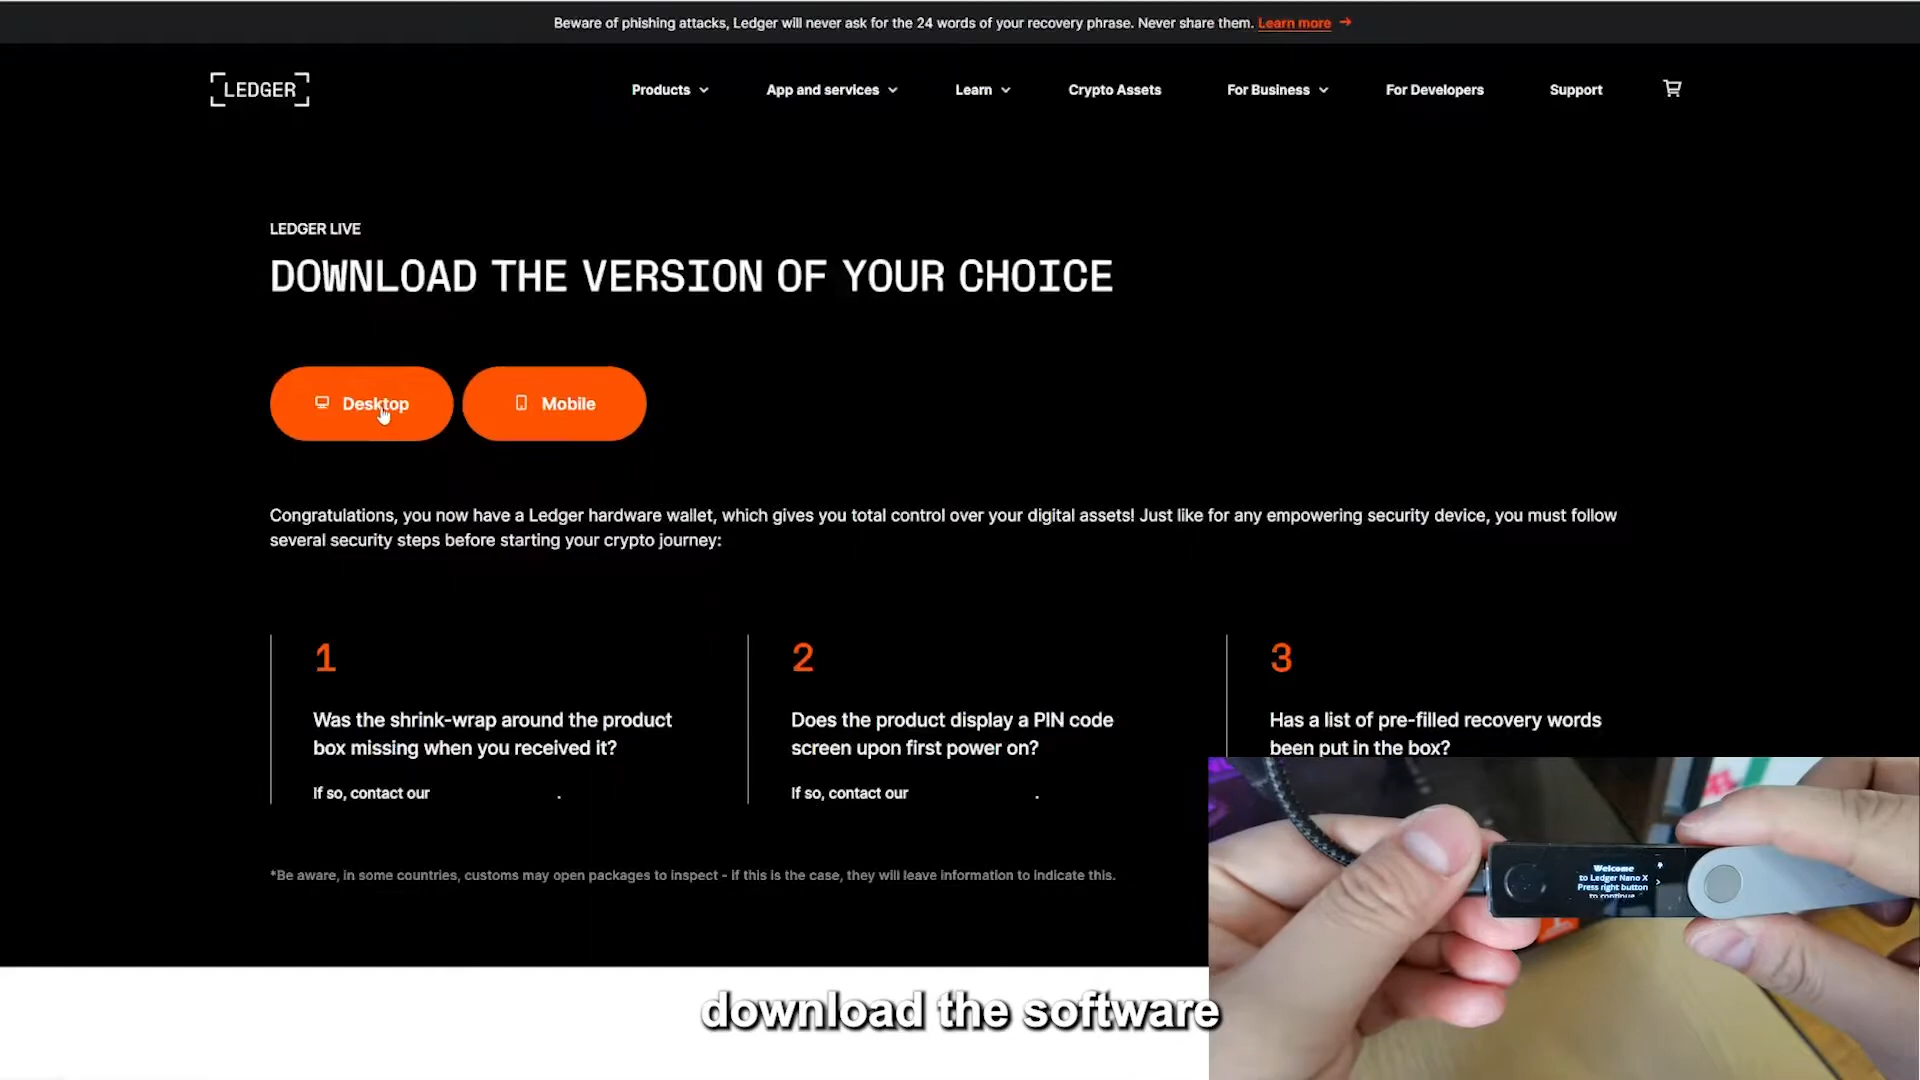 Beware of phishing attacks, Ledger will never ask for the 24 words of your recovery phrase. Never share them. Learn more →
LEDGER
Products
App and services
Learn
Crypto Assets
For Business
For Developers
Support
LEDGER LIVE
DOWNLOAD THE VERSION OF YOUR CHOICE
Desktop
Mobile
Congratulations, you now have a Ledger hardware wallet, which gives you total control over your digital assets! Just like for any empowering security device, you must follow
several security steps before starting your crypto journey:
1
Was the shrink-wrap around the product
box missing when you received it?
If so, contact our .
2
Does the product display a PIN code
screen upon first power on?
If so, contact our .
3
Has a list of pre-filled recovery words
been put in the box?
*Be aware, in some countries, customs may open packages to inspect - if this is the case, they will leave information to indicate this.
Welcome
to Ledger Nano X
Press right button
to continue
download the software